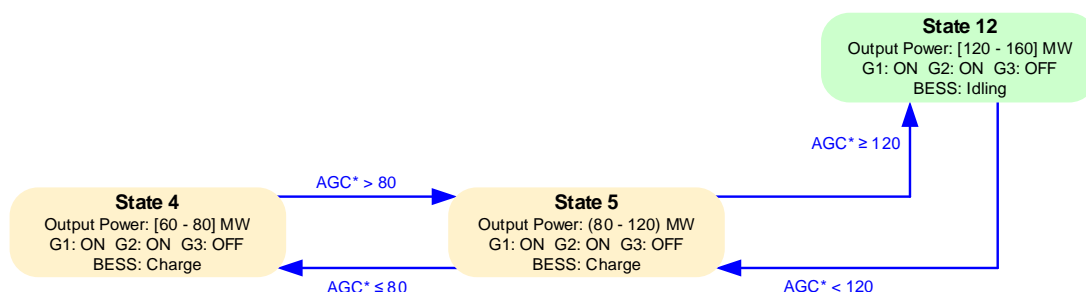 State 12
Output Power: [120 - 160] MW
G1: ON G2: ON G3: OFF
BESS: Idling
AGC* ≥ 120
AGC* > 80
State 4
Output Power: [60 - 80] MW
G1: ON G2: ON G3: OFF
BESS: Charge
State 5
Output Power: (80 - 120) MW
G1: ON G2: ON G3: OFF
BESS: Charge
AGC* ≤ 80
AGC* < 120